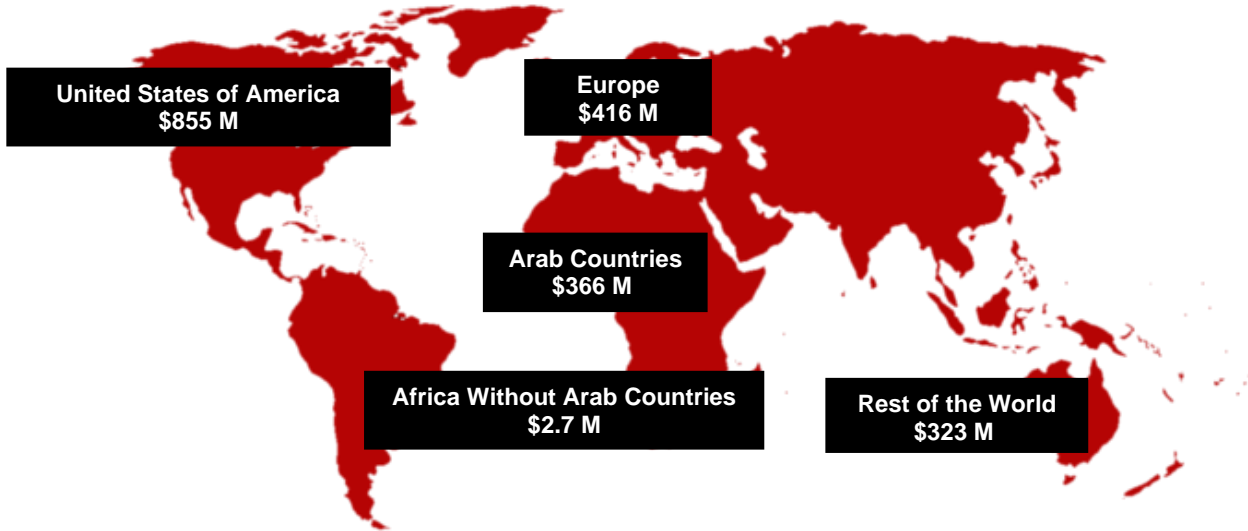 United States of America
$855 M
Europe
$416 M
Arab Countries
$366 M
Africa Without Arab Countries
$2.7 M
Rest of the World
$323 M